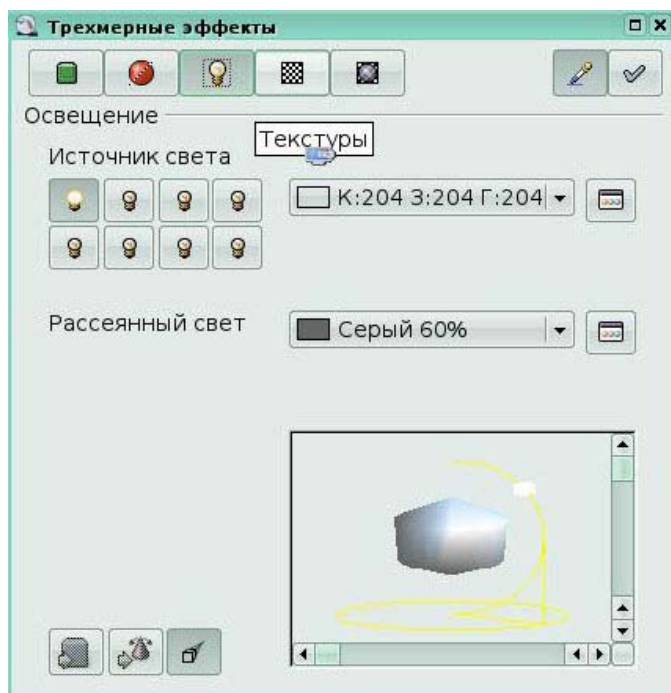 Трехмерные эффекты
Освещение
Текстуры
Источник света
К:204 З:204 Г:204
Рассеянный свет
Серый 60%